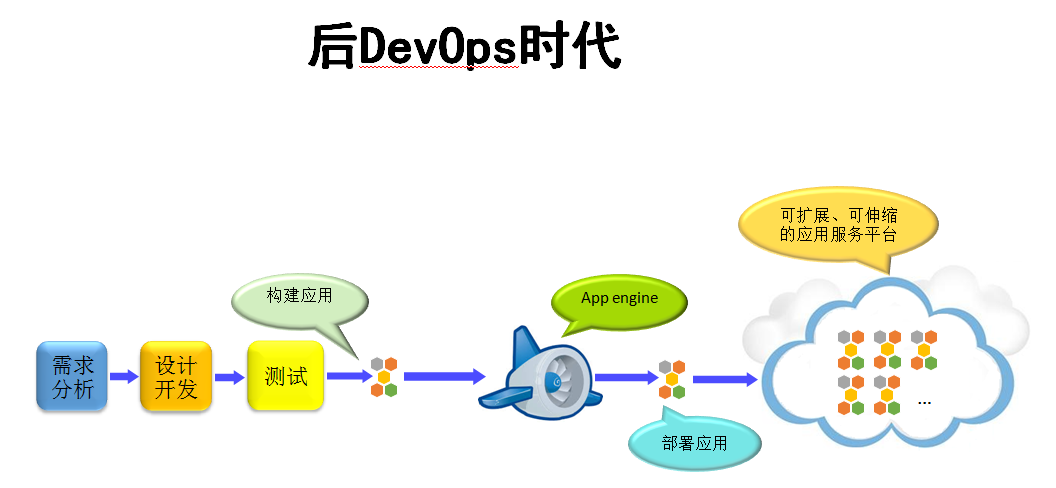 后DevOps时代
可扩展、可伸缩
的应用服务平台
构建应用
App engine
需求
分析
设计
开发
测试
部署应用
...